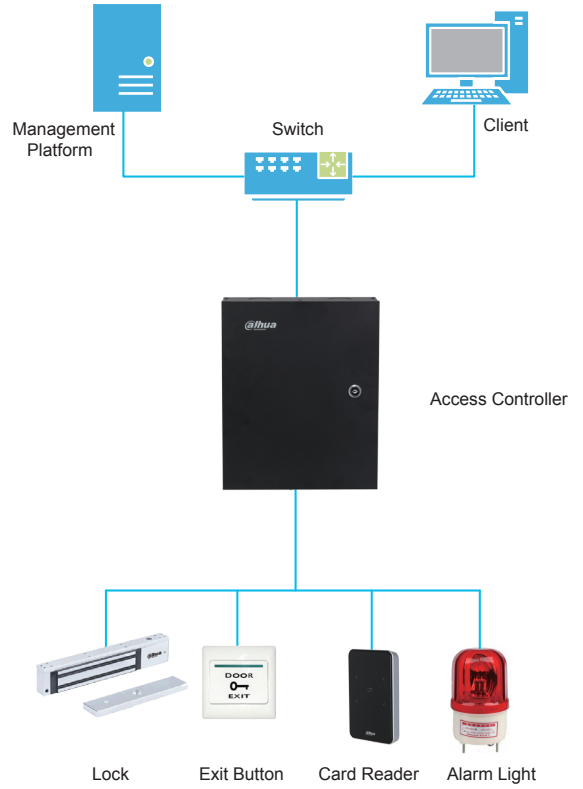 Management
Platform
Switch
Client
alhua
Access Controller
alhua
DOOR
EXIT
alhua
Lock
Exit Button
Card Reader
Alarm Light